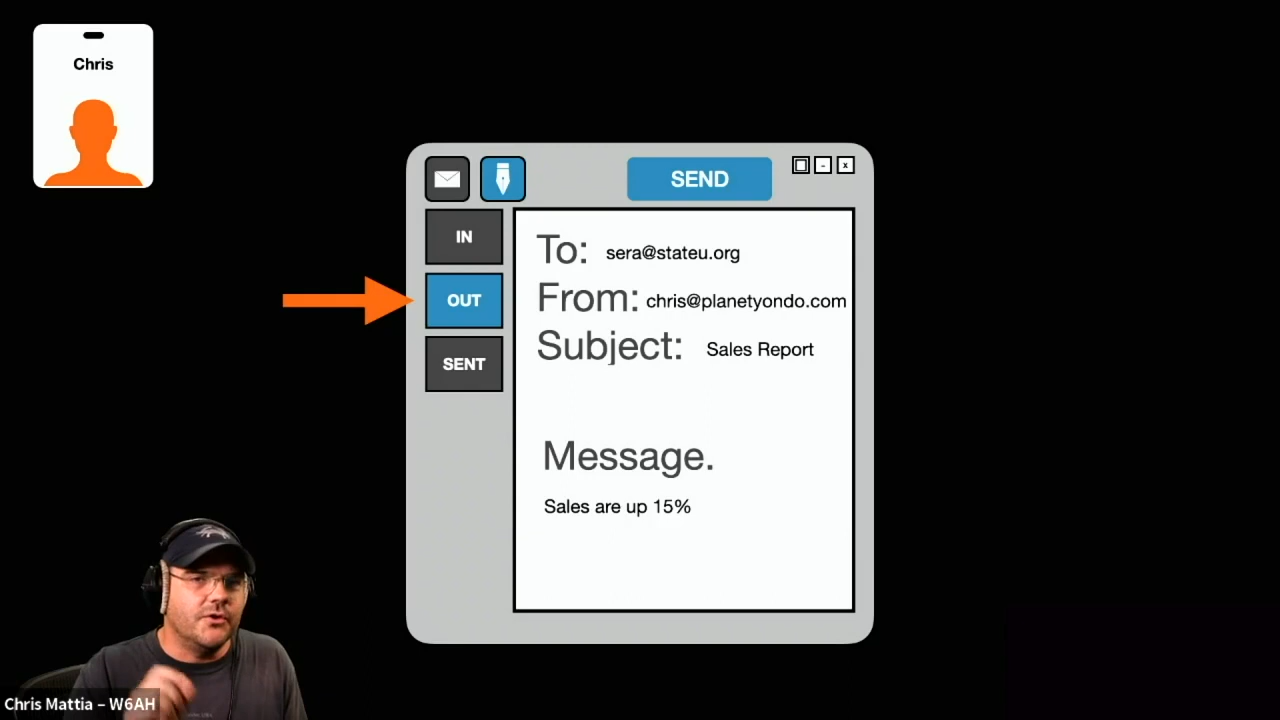 Chris
SEND
- x
IN
OUT
SENT
To: sera@stateu.org
From: chris@planetyondo.com
Subject: Sales Report
Message.
Sales are up 15%
Chris Mattia – W6AH